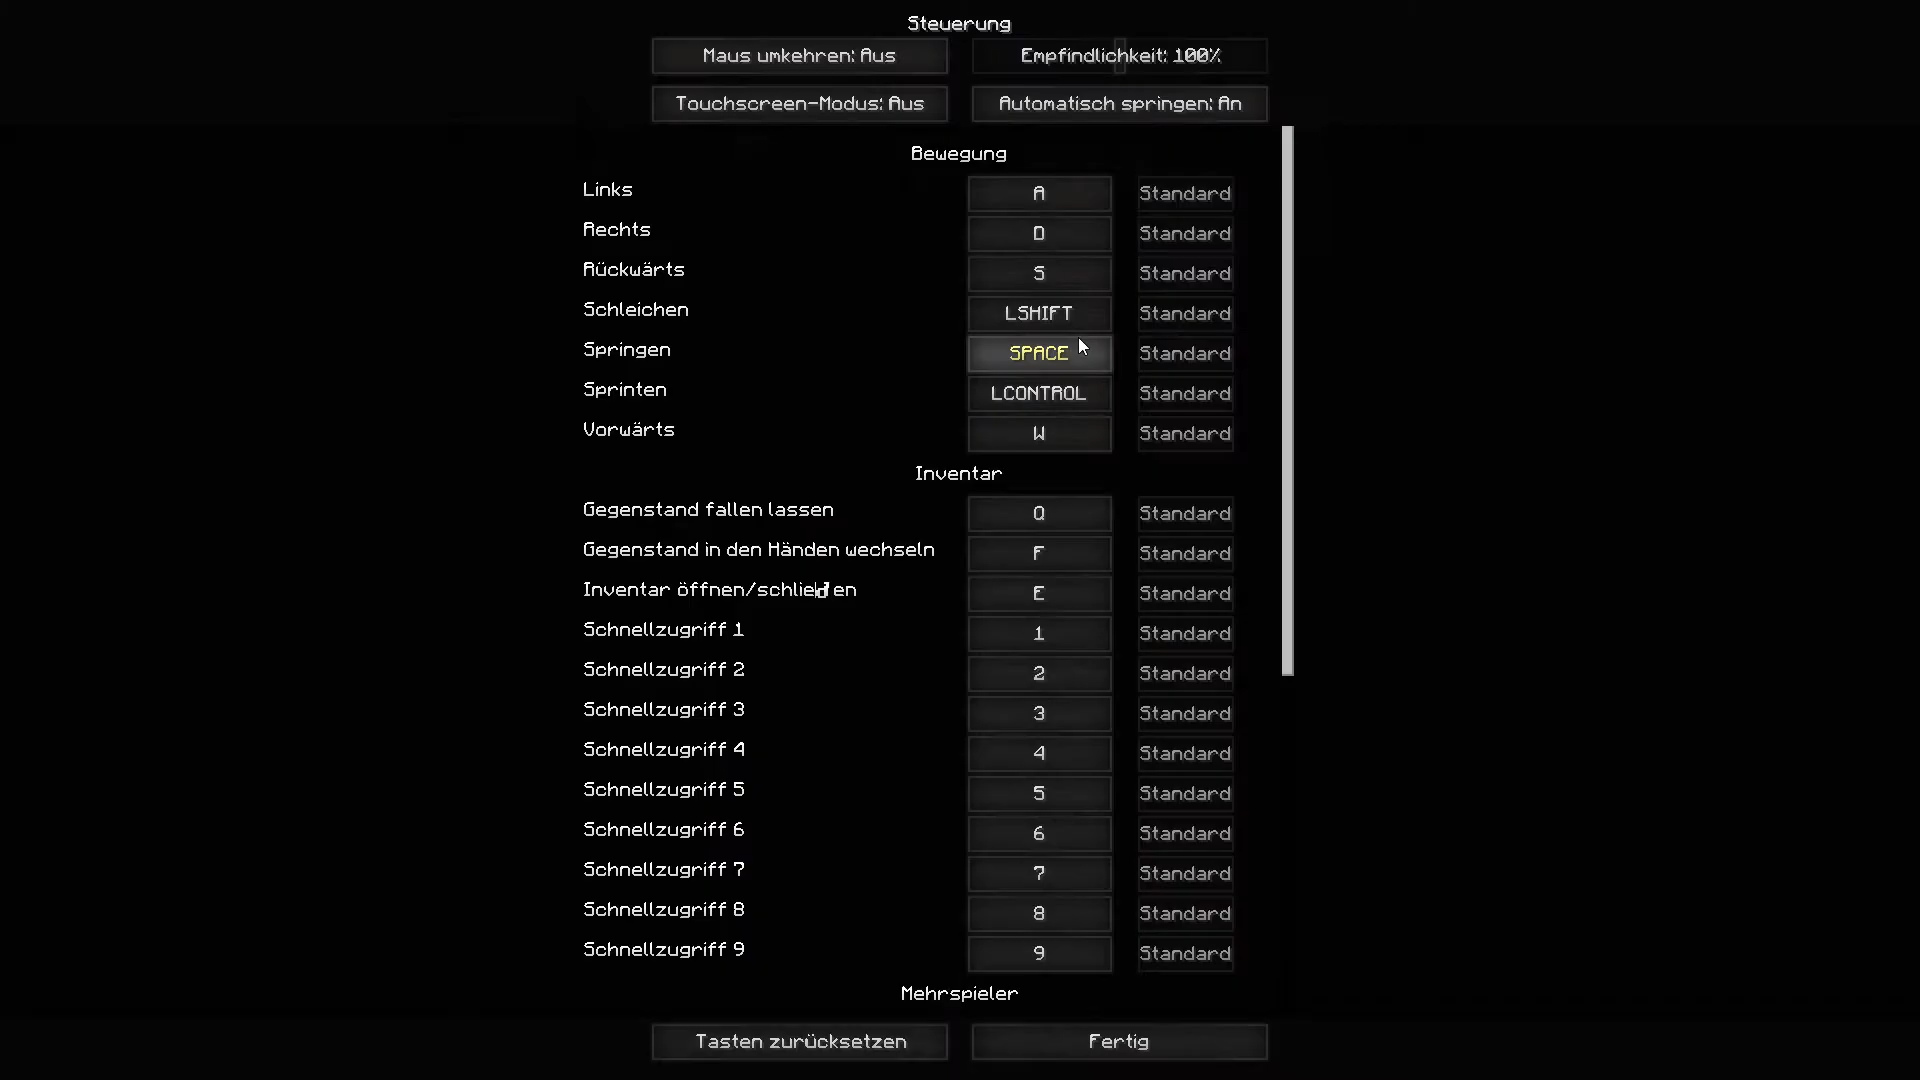 Steuerung
Maus umkehren: Aus Empfindlichkeit: 100%
Touchscreen-Modus: Aus Automatisch springen: An
Bewegung
Links A Standard
Rechts D Standard
Rückwärts S Standard
Schleichen LSHIFT Standard
Springen SPACE Standard
Sprinten LCONTROL Standard
Vorwärts W Standard
Inventar
Gegenstand fallen lassen Q Standard
Gegenstand in den Händen wechseln F Standard
Inventar öffnen/schließen E Standard
Schnellzugriff 1 1 Standard
Schnellzugriff 2 2 Standard
Schnellzugriff 3 3 Standard
Schnellzugriff 4 4 Standard
Schnellzugriff 5 5 Standard
Schnellzugriff 6 6 Standard
Schnellzugriff 7 7 Standard
Schnellzugriff 8 8 Standard
Schnellzugriff 9 9 Standard
Mehrspieler
Tasten zurücksetzen Fertig